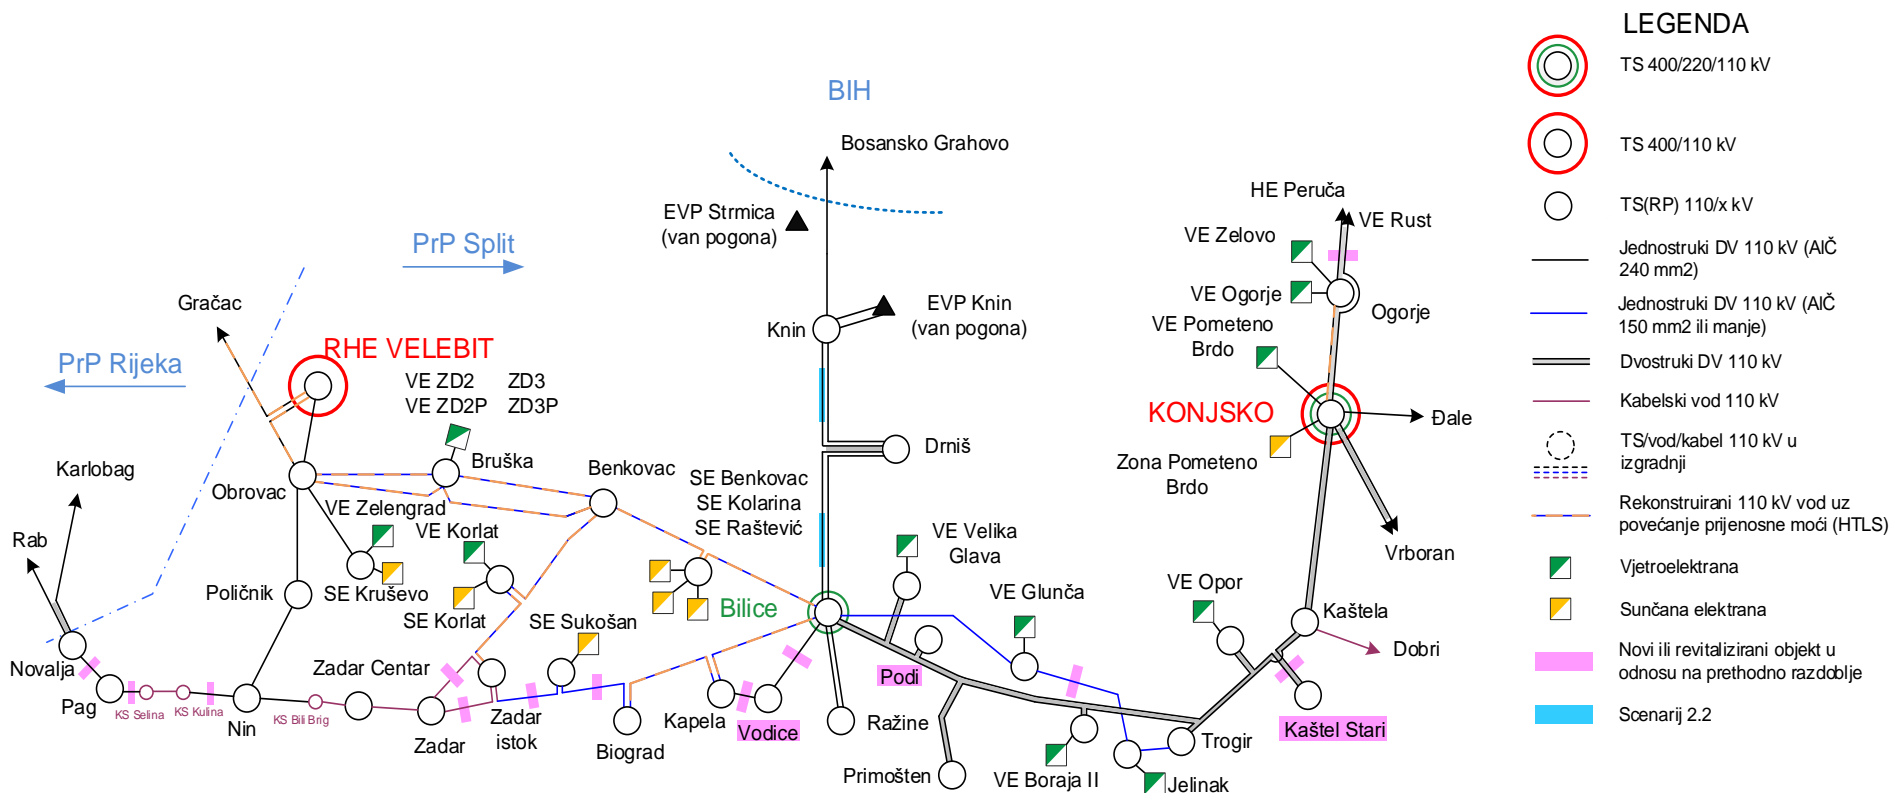 BIH
Bosansko Grahovo
EVP Strmica
(van pogona)
PrP Split
Gračac
PrP Rijeka
RHE VELEBIT
VE ZD2 ZD3
VE ZD2P ZD3P
Knin
EVP Knin
(van pogona)
HE Peruča
VE Rust
VE Zelovo
VE Ogorje
Ogorje
VE Pometeno
Brdo
KONJSKO
Đale
Zona Pometeno
Brdo
Vrboran
Karlobag
Rab
Obrovac
Bruška
Benkovac
Drniš
VE Zelengrad
VE Korlat
SE Benkovac
SE Kolarina
SE Raštević
VE Velika
Glava
VE Glunča
VE Opor
Kaštela
Dobri
Poličnik
SE Kruševo
SE Korlat
SE Sukošan
Bilice
Novalja
Pag
KS Selina
KS Kulina
Nin
KS Bili Brig
Zadar Centar
Zadar
Zadar
istok
Biograd
Kapela
Vodice
Podi
Ražine
Primošten
VE Boraja II
Jelinak
Trogir
Kaštel Stari
LEGENDA
TS 400/220/110 kV
TS 400/110 kV
TS(RP) 110/x kV
Jednostruki DV 110 kV (AlČ
240 mm2)
Jednostruki DV 110 kV (AlČ
150 mm2 ili manje)
Dvostruki DV 110 kV
Kabelski vod 110 kV
TS/vod/kabel 110 kV u
izgradnji
Rekonstruirani 110 kV vod uz
povećanje prijenosne moći (HTLS)
Vjetroelektrana
Sunčana elektrana
Novi ili revitalizirani objekt u
odnosu na prethodno razdoblje
Scenarij 2.2